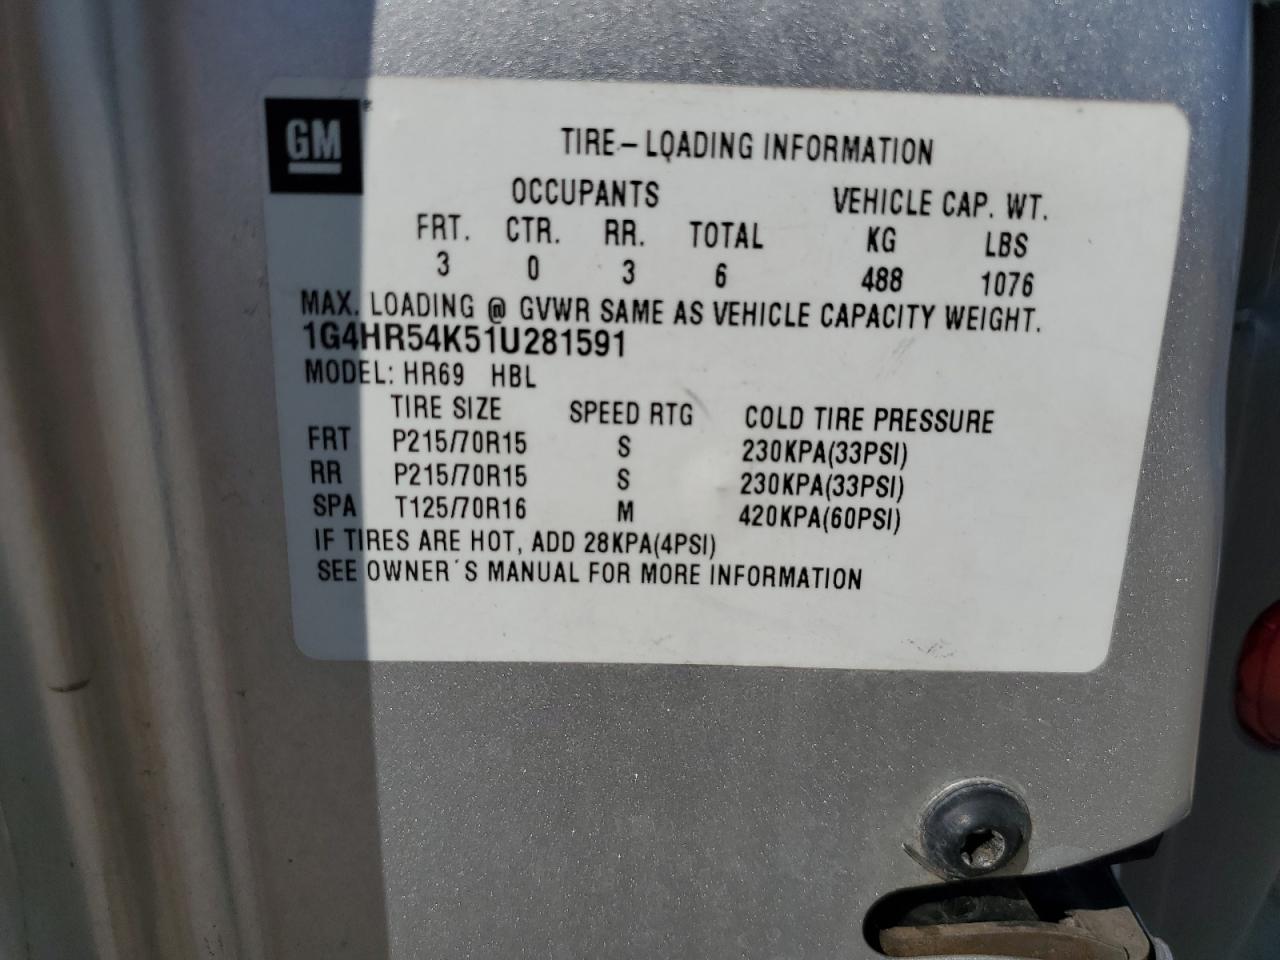 GM
TIRE-LOADING INFORMATION
OCCUPANTS VEHICLE CAP. WT.
FRT. CTR. RR. TOTAL KG LBS
3 0 3 6 488 1076
MAX. LOADING @ GVWR SAME AS VEHICLE CAPACITY WEIGHT.
1G4HR54K51U281591
MODEL: HR69 HBL
TIRE SIZE SPEED RTG COLD TIRE PRESSURE
FRT P215/70R15 S 230KPA(33PSI)
RR P215/70R15 S 230KPA(33PSI)
SPA T125/70R16 M 420KPA(60PSI)
IF TIRES ARE HOT, ADD 28KPA(4PSI)
SEE OWNER´S MANUAL FOR MORE INFORMATION